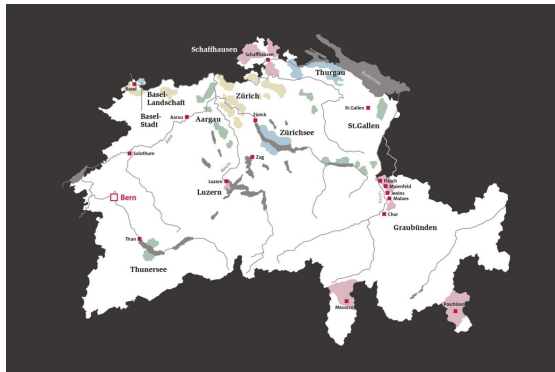 Schaffhausen
Schaffhausen
Thurgau
Bodensee
Basel
Basel-
Landschaft
Zürich
Basel-
Stadt
Aarau
Aargau
Zürich
St.Gallen
St.Gallen
Zürichsee
Solothurn
Zug
Luzern
Luzern
Fläsch
Maienfeld
Jenins
Malans
Bern
Chur
Graubünden
Thun
Thunersee
Mesocco
Poschiavo